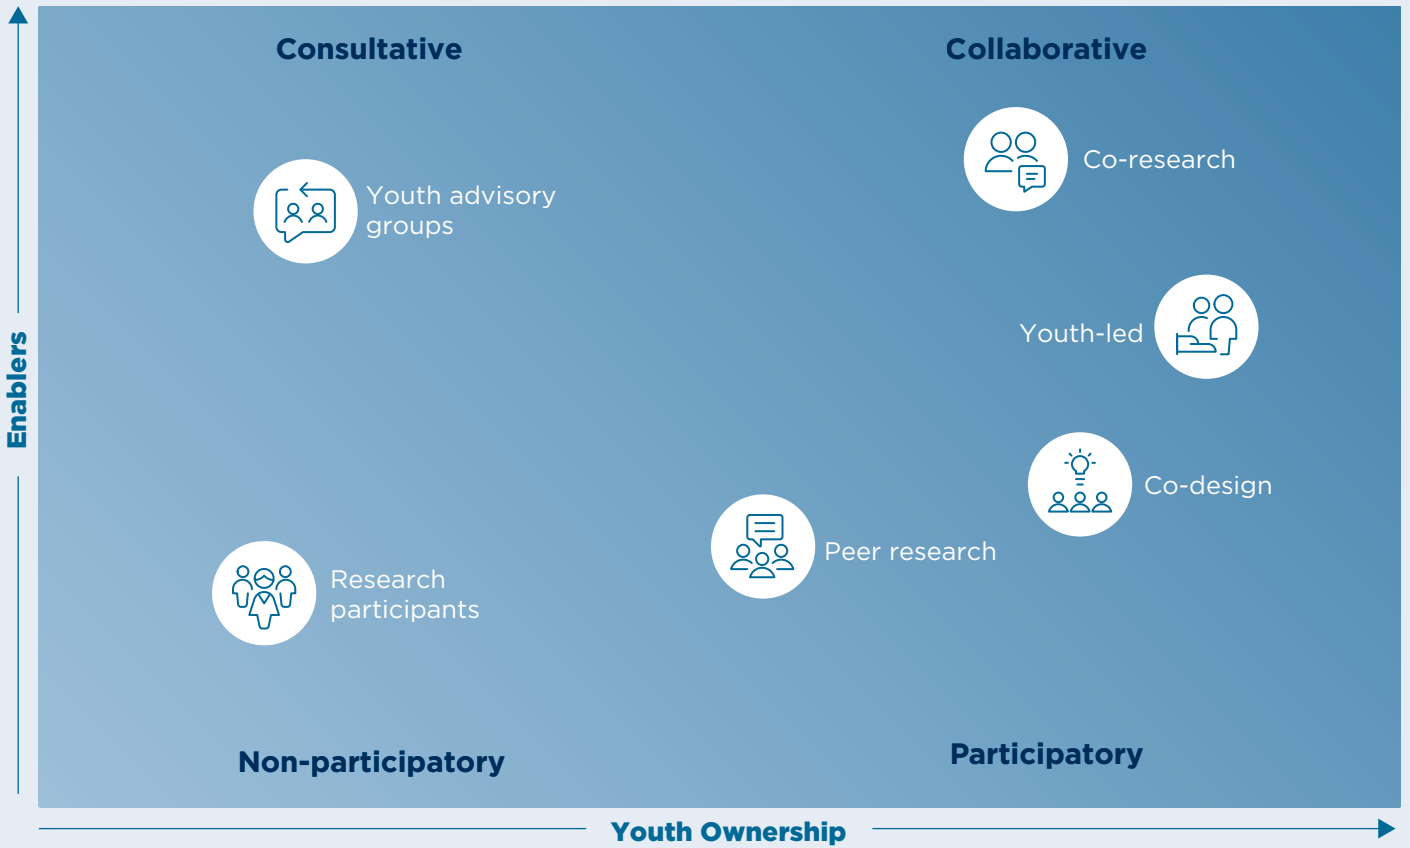 Consultative
Collaborative
Co-research
Youth advisory
groups
Youth-led
Enablers
Co-design
Peer research
Research
participants
Non-participatory
Participatory
Youth Ownership